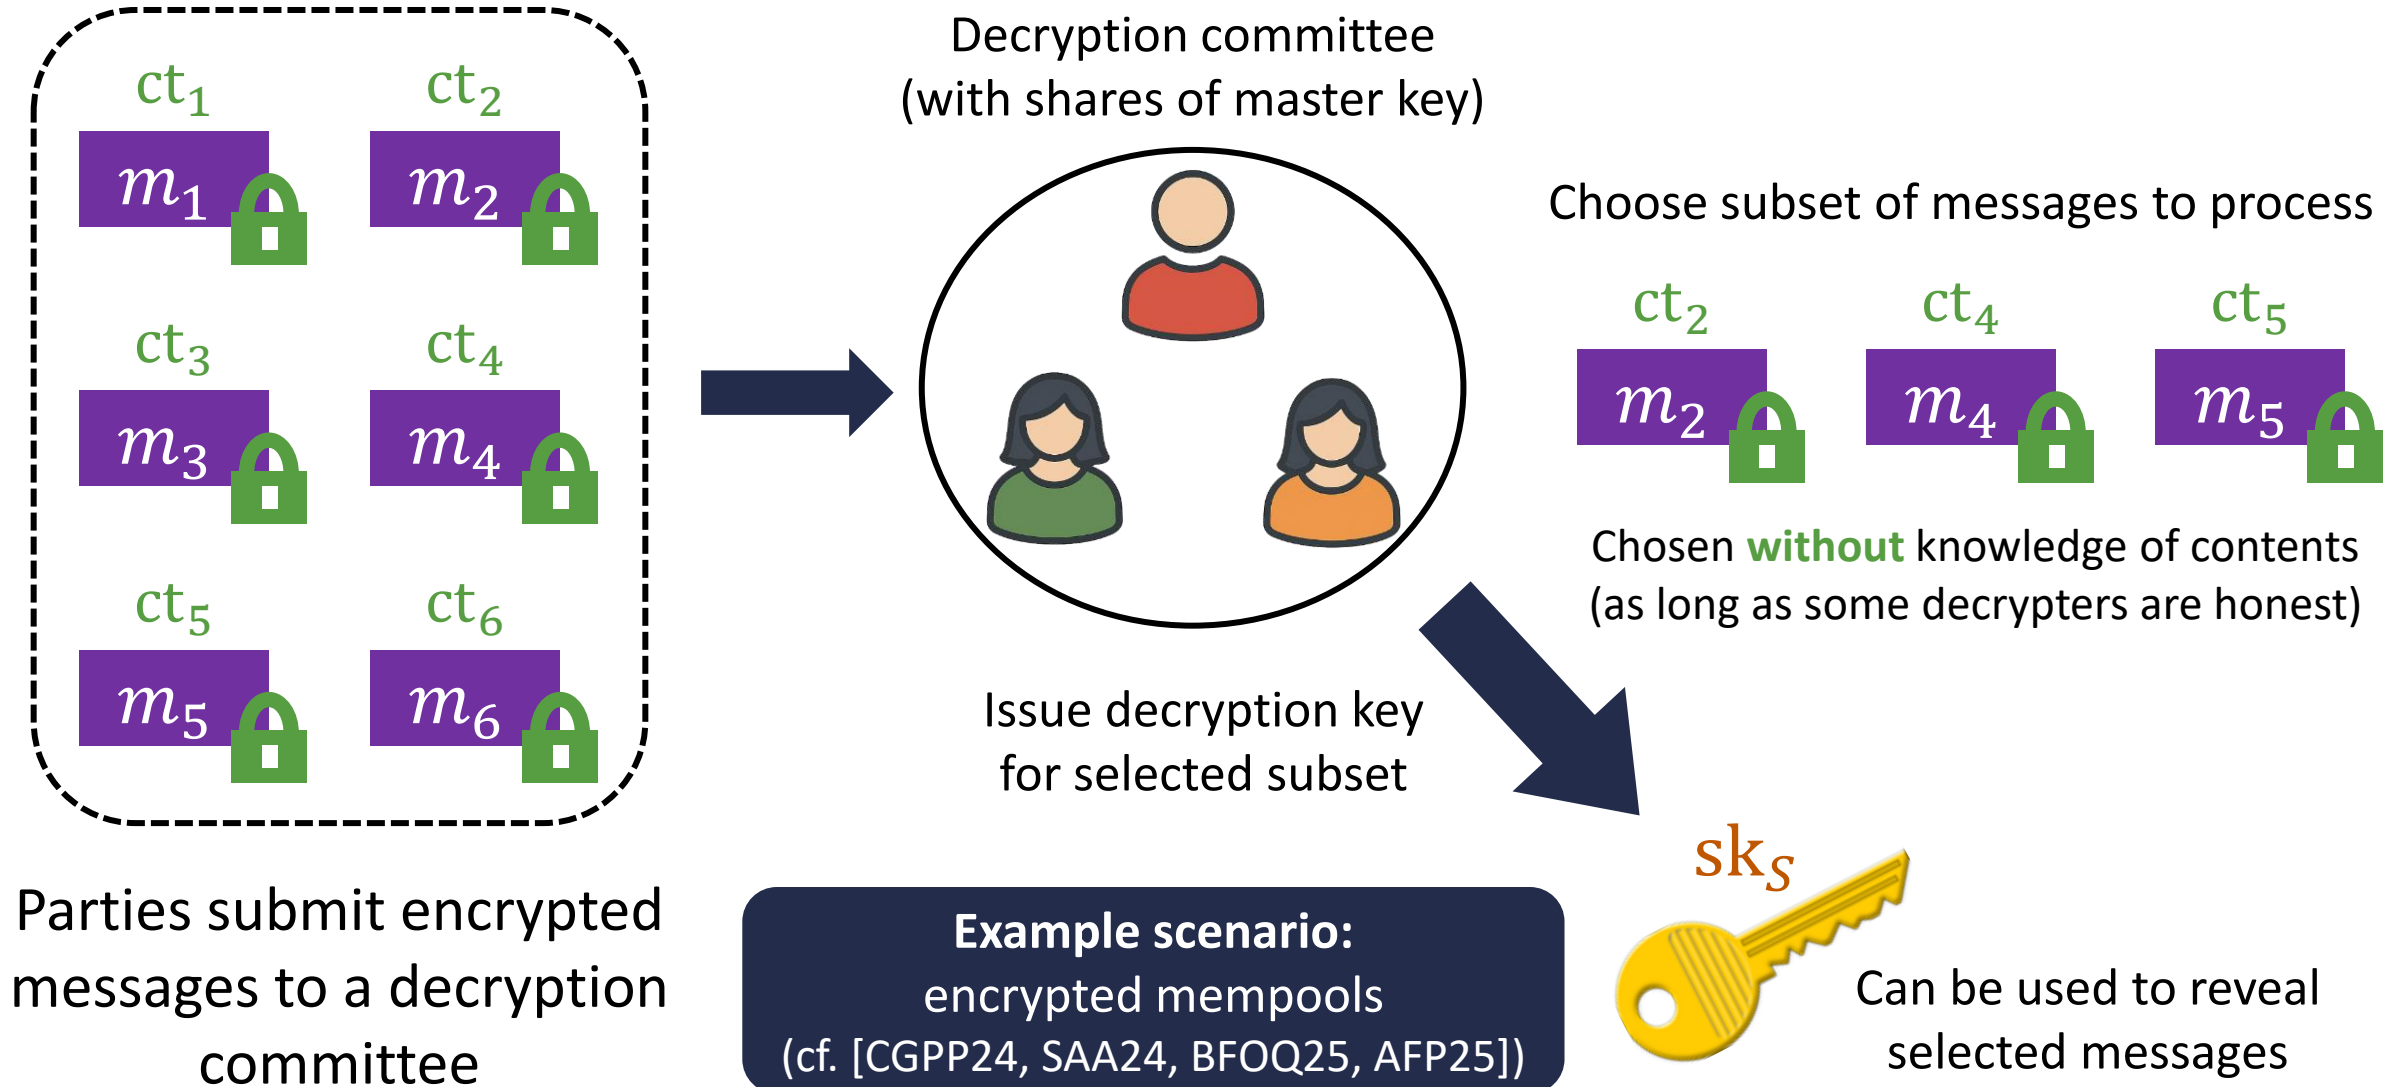 ct₁ ct₂
m₁ m₂
ct₃ ct₄
m₃ m₄
ct₅ ct₆
m₅ m₆
Parties submit encrypted
messages to a decryption
committee
Decryption committee
(with shares of master key)
Issue decryption key
for selected subset
Example scenario:
encrypted mempools
(cf. [CGPP24, SAA24, BFOQ25, AFP25])
Choose subset of messages to process
ct₂ ct₄ ct₅
m₂ m₄ m₅
Chosen without knowledge of contents
(as long as some decrypters are honest)
sk_S
Can be used to reveal
selected messages